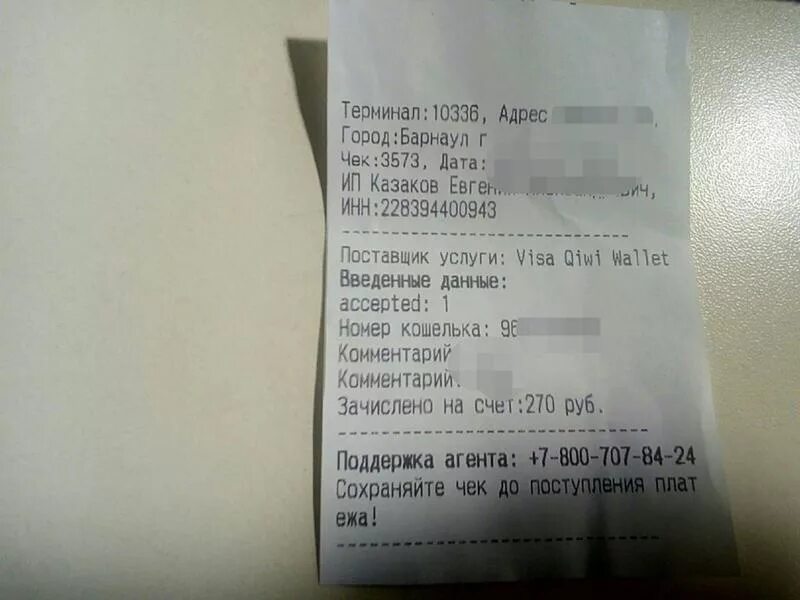 Терминал:10336, Адрес
Город:Барнаул г
Чек:3573, Дата:
ИП Казаков Евгений
ИНН:228394400943
Поставщик услуги: Visa Qiwi Wallet
Введенные данные:
accepted: 1
Номер кошелька: 96
Комментарий
Комментарий:
Зачислено на счет:270 руб.
Поддержка агента: +7-800-707-84-24
Сохраняйте чек до поступления плат
ежа!